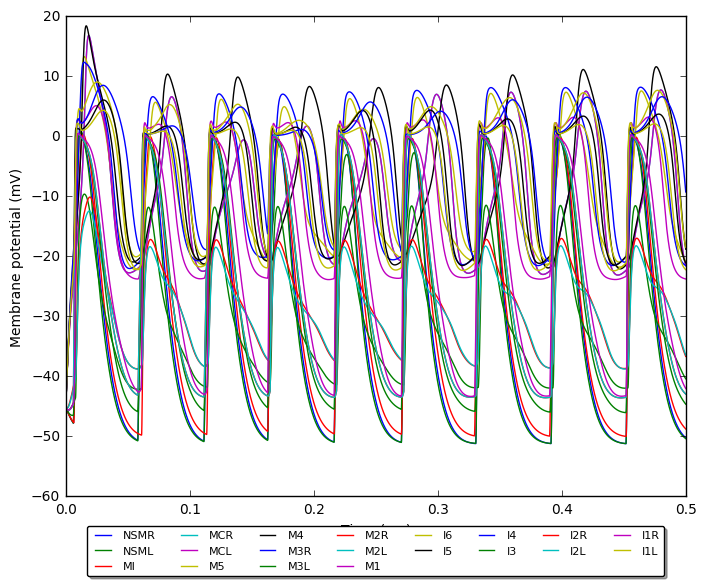 20
10
0
−10
−20
−30
−40
−50
−60
Membrane potential (mV)
0.0 0.1 0.2 0.3 0.4 0.5
NSMR MCR M4 M2R I6 I4 I2R I1R
NSML MCL M3R M2L I5 I3 I2L I1L
MI M5 M3L M1